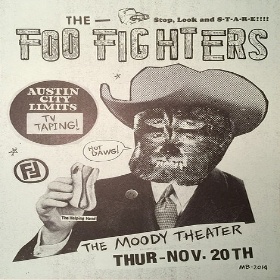 THE — Stop, Look and S-T-A-R-E!!!!
FOO FIGHTERS
AUSTIN
CITY
LIMITS
TV
TAPING!
HOT
DAWG!
FF
The Helping Hand
THE MOODY THEATER
THUR-NOV. 20TH
MB-2014